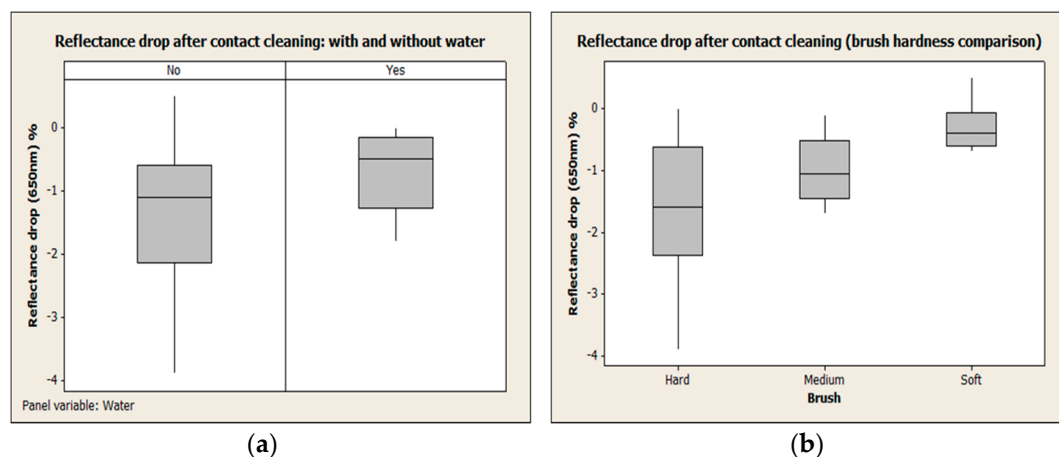 Reflectance drop after contact cleaning: with and without water
No Yes
Reflectance drop (650nm) %
0
-1
-2
-3
-4
Panel variable: Water
(a)
Reflectance drop after contact cleaning (brush hardness comparison)
Reflectance drop (650nm) %
0
-1
-2
-3
-4
Hard Medium Soft
Brush
(b)